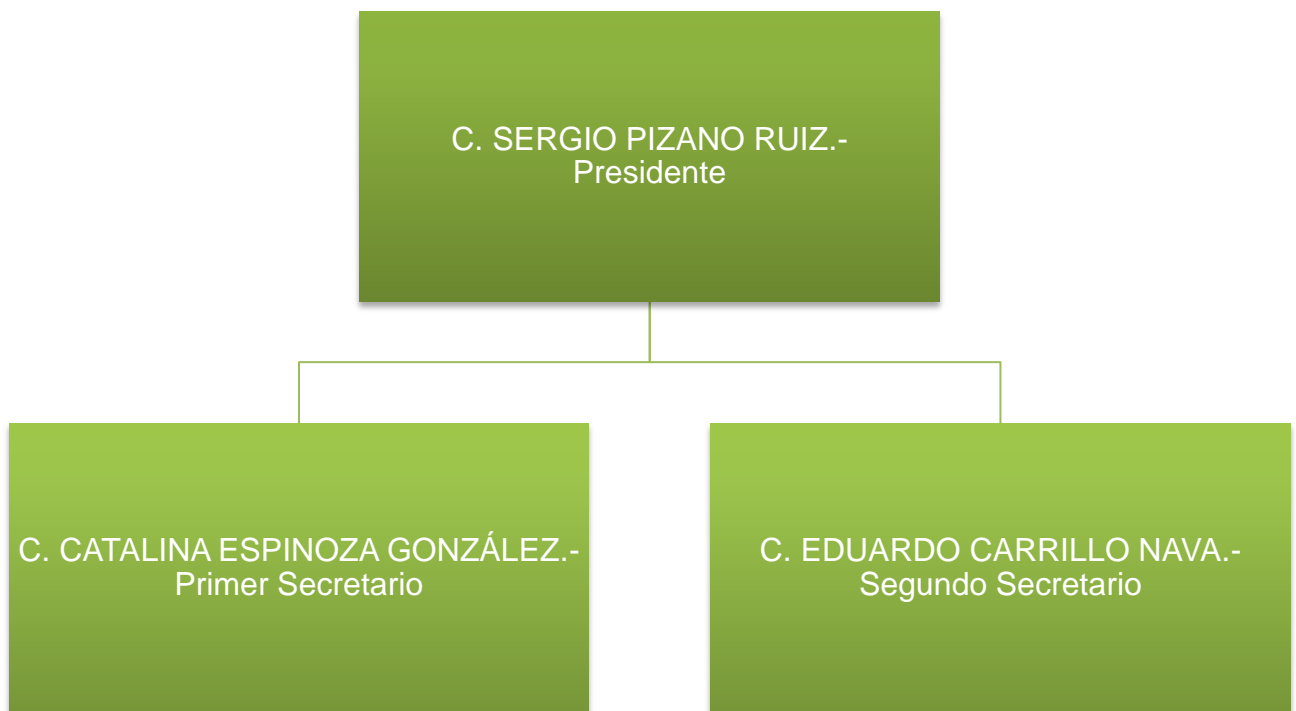 C. SERGIO PIZANO RUIZ.-
Presidente
C. CATALINA ESPINOZA GONZÁLEZ.-
Primer Secretario
C. EDUARDO CARRILLO NAVA.-
Segundo Secretario